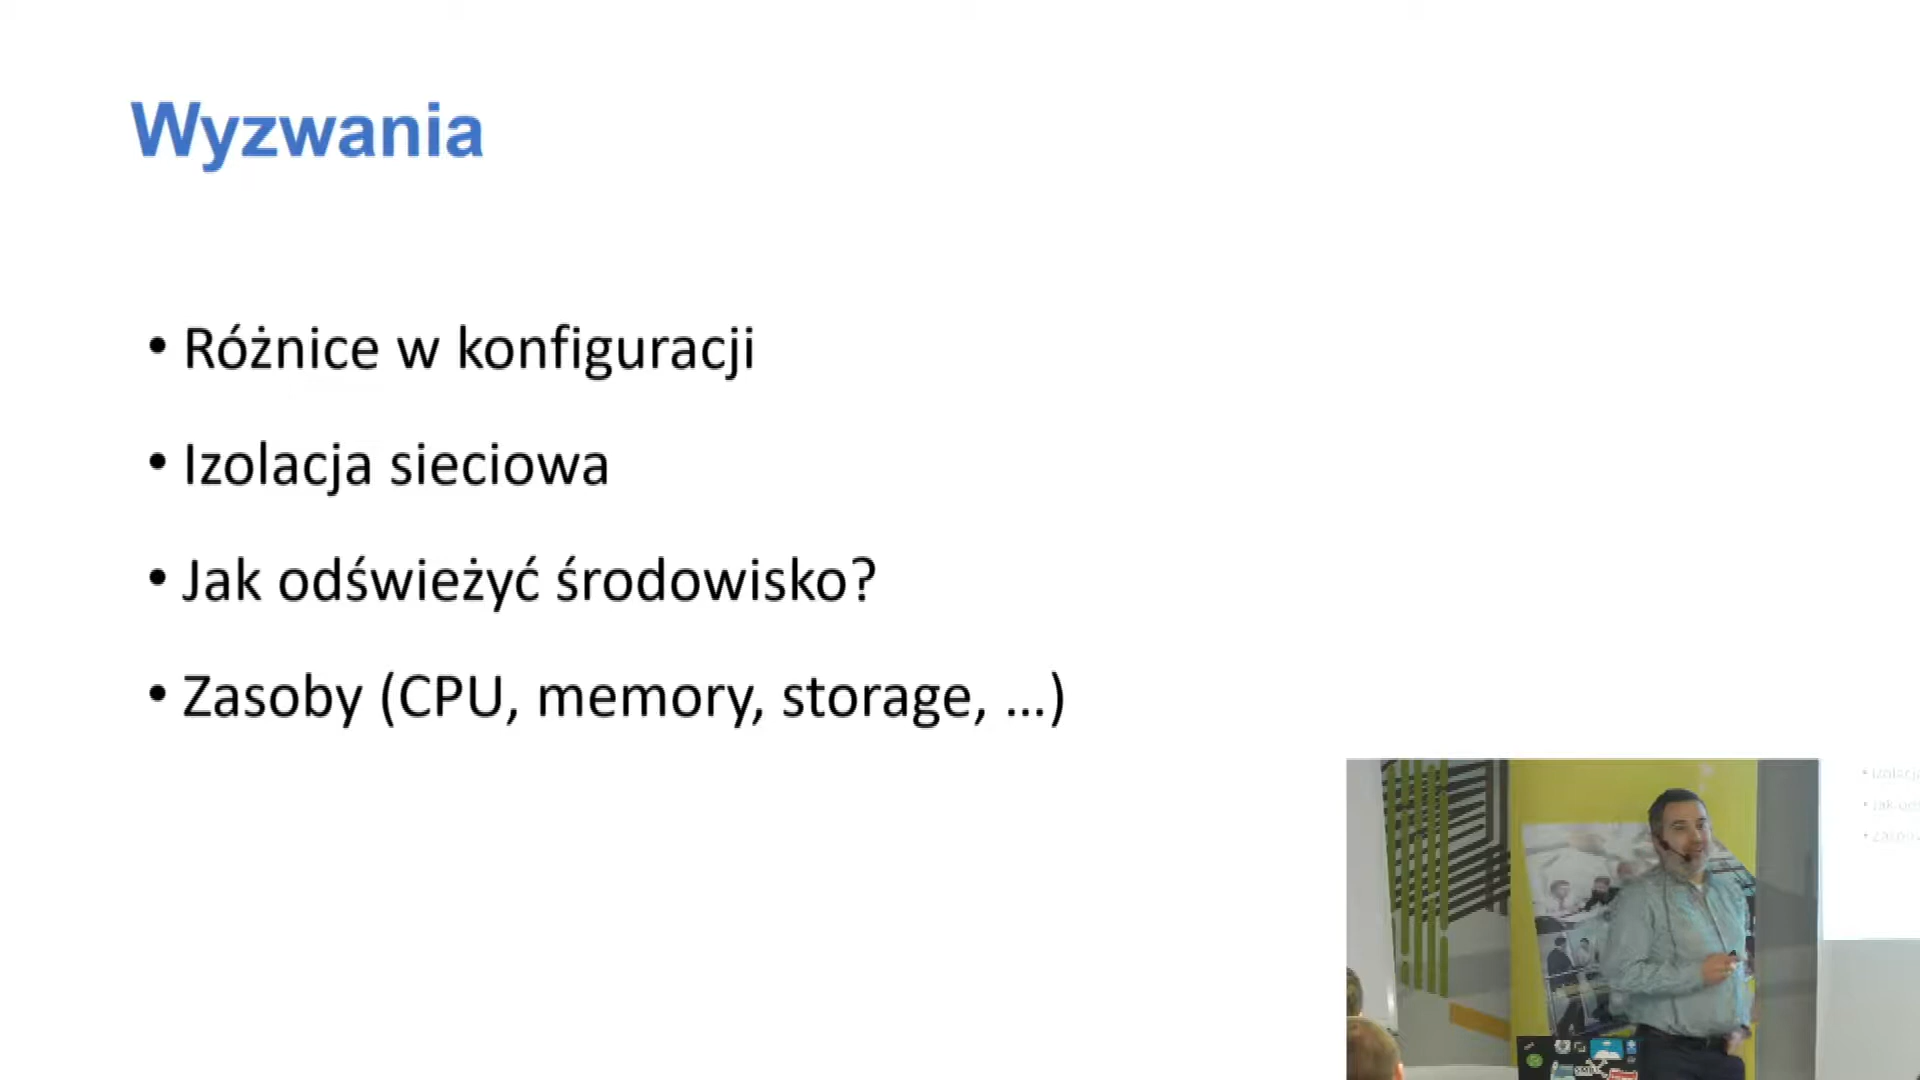 Wyzwania
• Różnice w konfiguracji
• Izolacja sieciowa
• Jak odświeżyć środowisko?
• Zasoby (CPU, memory, storage, ...)